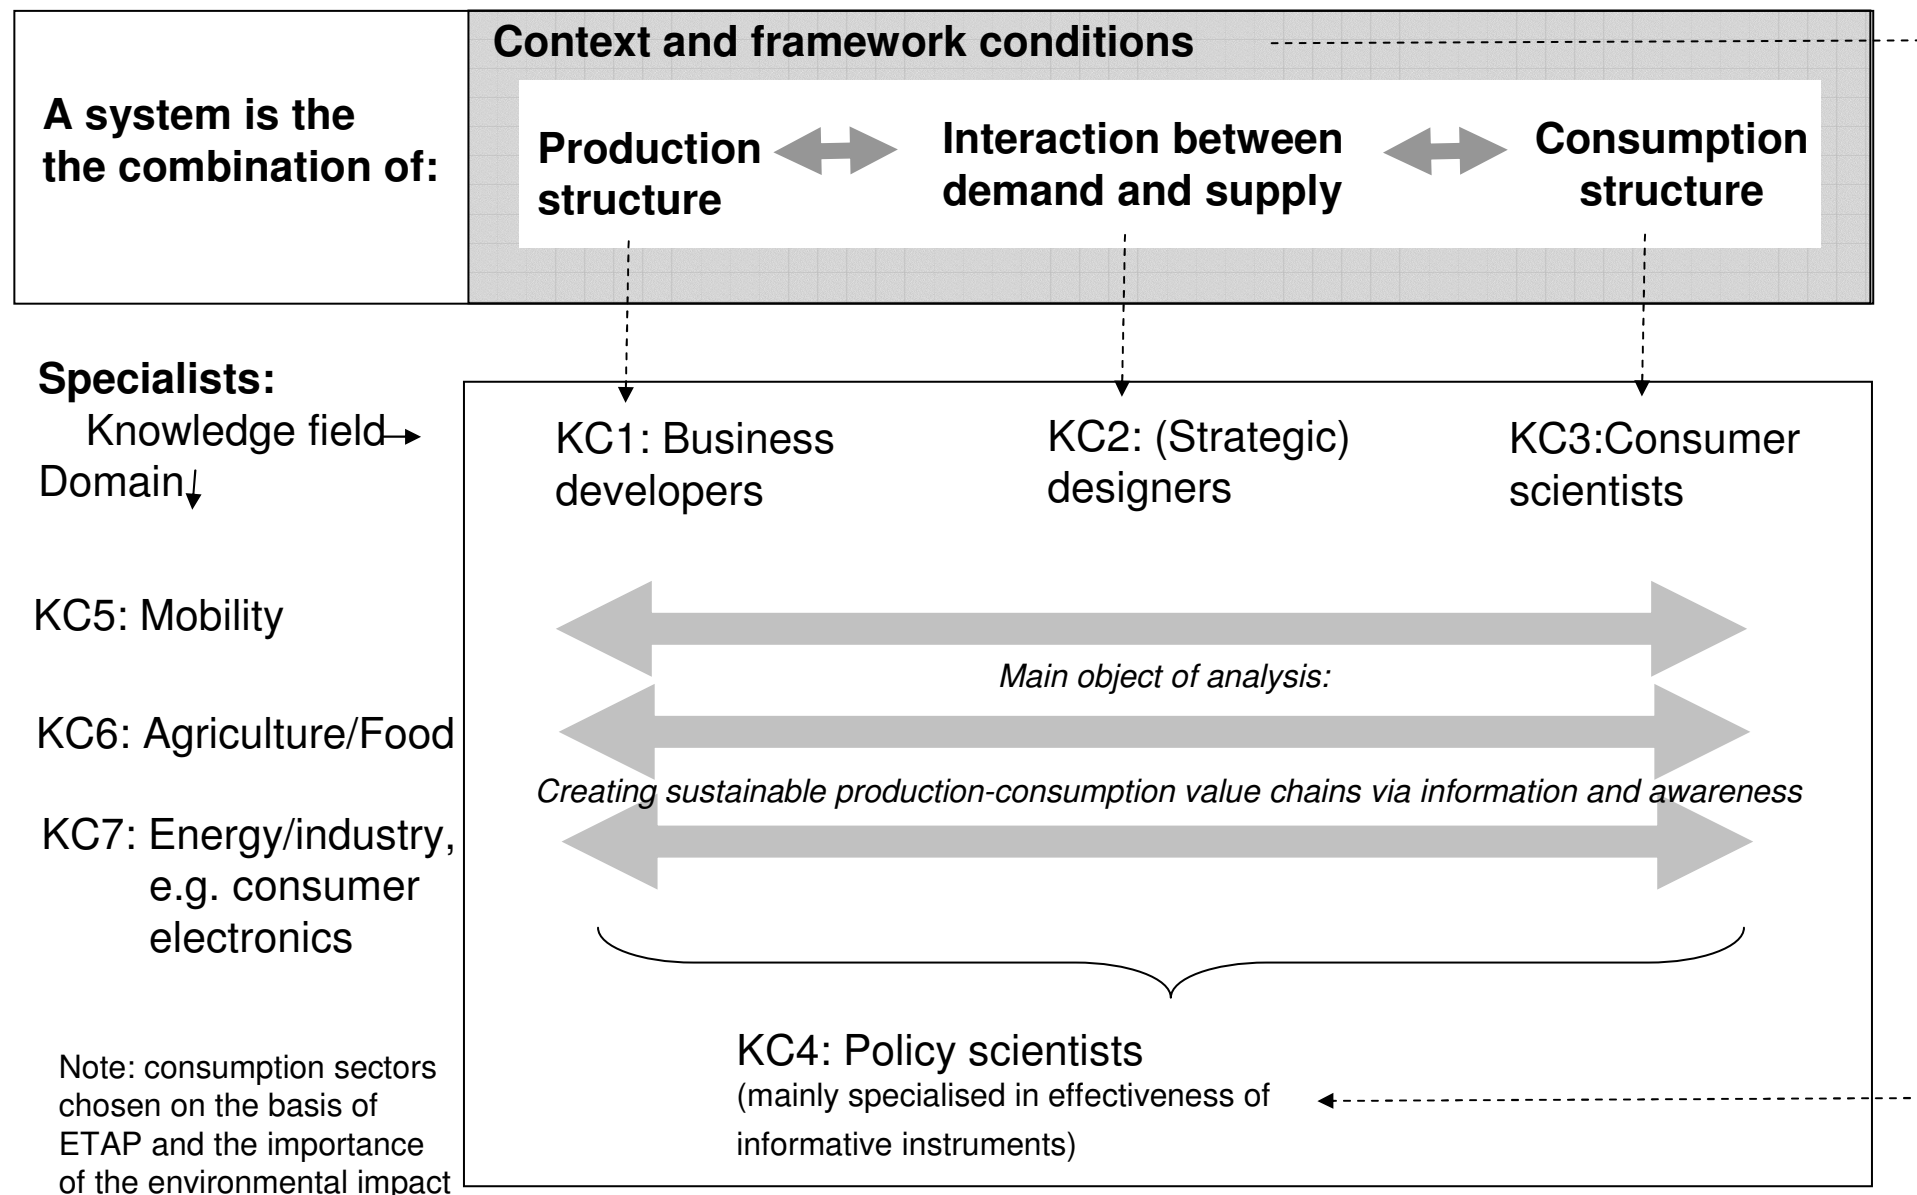 Context and framework conditions
A system is the
the combination of:
Production
structure
Interaction between
demand and supply
Consumption
structure
Specialists:
Knowledge field
Domain
KC1: Business
developers
KC2: (Strategic)
designers
KC3:Consumer
scientists
KC5: Mobility
Main object of analysis:
KC6: Agriculture/Food
Creating sustainable production-consumption value chains via information and awareness
KC7: Energy/industry,
e.g. consumer
electronics
KC4: Policy scientists
(mainly specialised in effectiveness of
informative instruments)
Note: consumption sectors
chosen on the basis of
ETAP and the importance
of the environmental impact